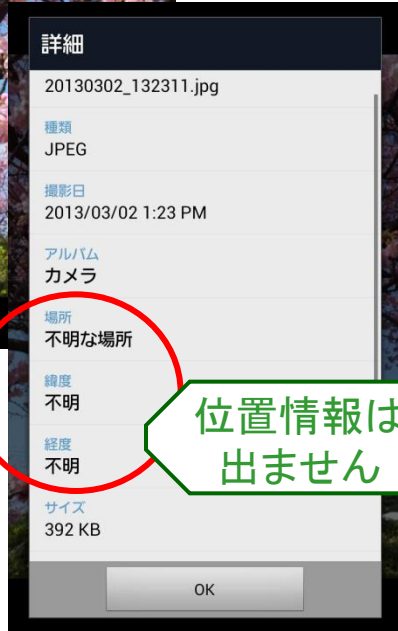 詳細
20130302_132311.jpg
種類
JPEG
撮影日
2013/03/02 1:23 PM
アルバム
カメラ
場所
不明な場所
緯度
不明
経度
不明
位置情報は
出ません
サイズ
392 KB
OK